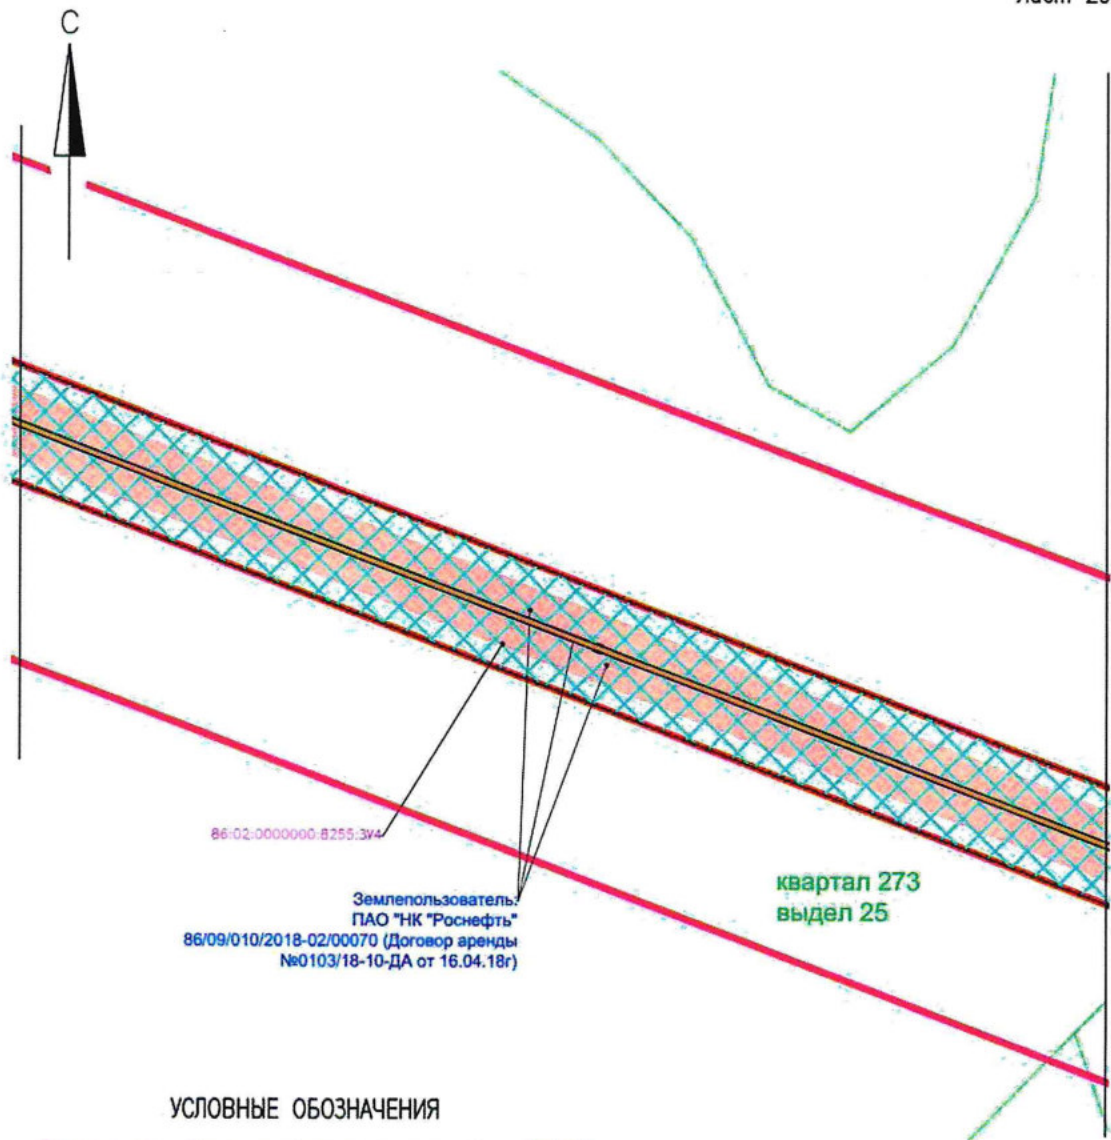 С
86:02:0000000:8255:ЗУ4
Землепользователь:
ПАО "НК "Роснефть"
86/09/010/2018-02/00070 (Договор аренды
№0103/18-10-ДА от 16.04.18г)
квартал 273
выдел 25
УСЛОВНЫЕ ОБОЗНАЧЕНИЯ